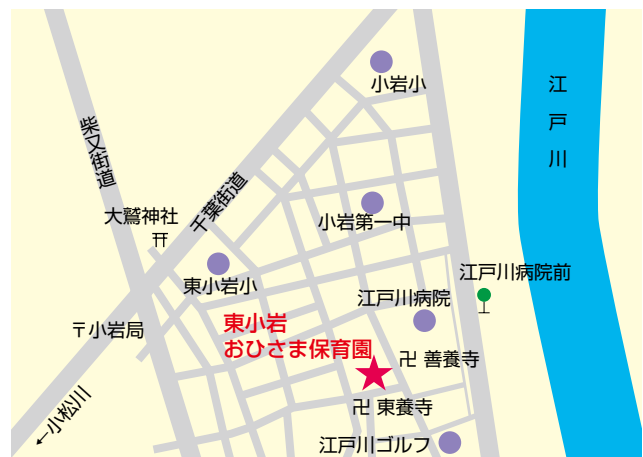 小岩小
江戸川
柴又街道
千葉街道
大鷲神社
小岩第一中
東小岩小
江戸川病院前
江戸川病院
〒小岩局
東小岩
おひさま保育園
卍 善養寺
卍 東養寺
←小松川
江戸川ゴルフ